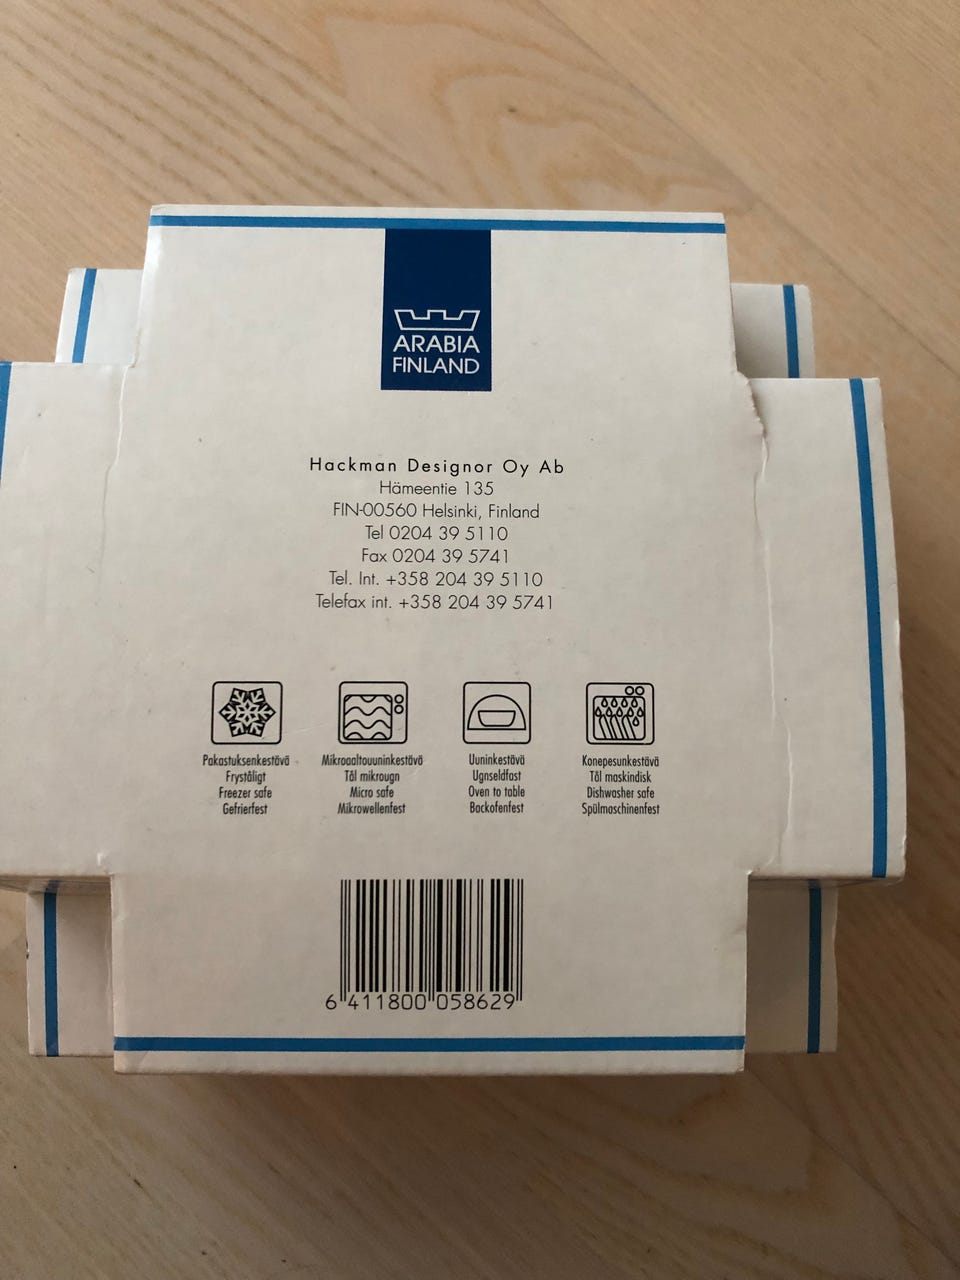 ARABIA
FINLAND
Hackman Designor Oy Ab
Hämeentie 135
FIN-00560 Helsinki, Finland
Tel 0204 39 5110
Fax 0204 39 5741
Tel. Int. +358 204 39 5110
Telefax int. +358 204 39 5741
Pakastuksenkestävä
Fryståligt
Freezer safe
Gefrierfest
Mikroaaltouuninkestävä
Tål mikrougn
Micro safe
Mikrowellenfest
Uuninkestävä
Ugnseldfast
Oven to table
Backofenfest
Konepesunkestävä
Tål maskindisk
Dishwasher safe
Spülmaschinenfest
6 411800 058629